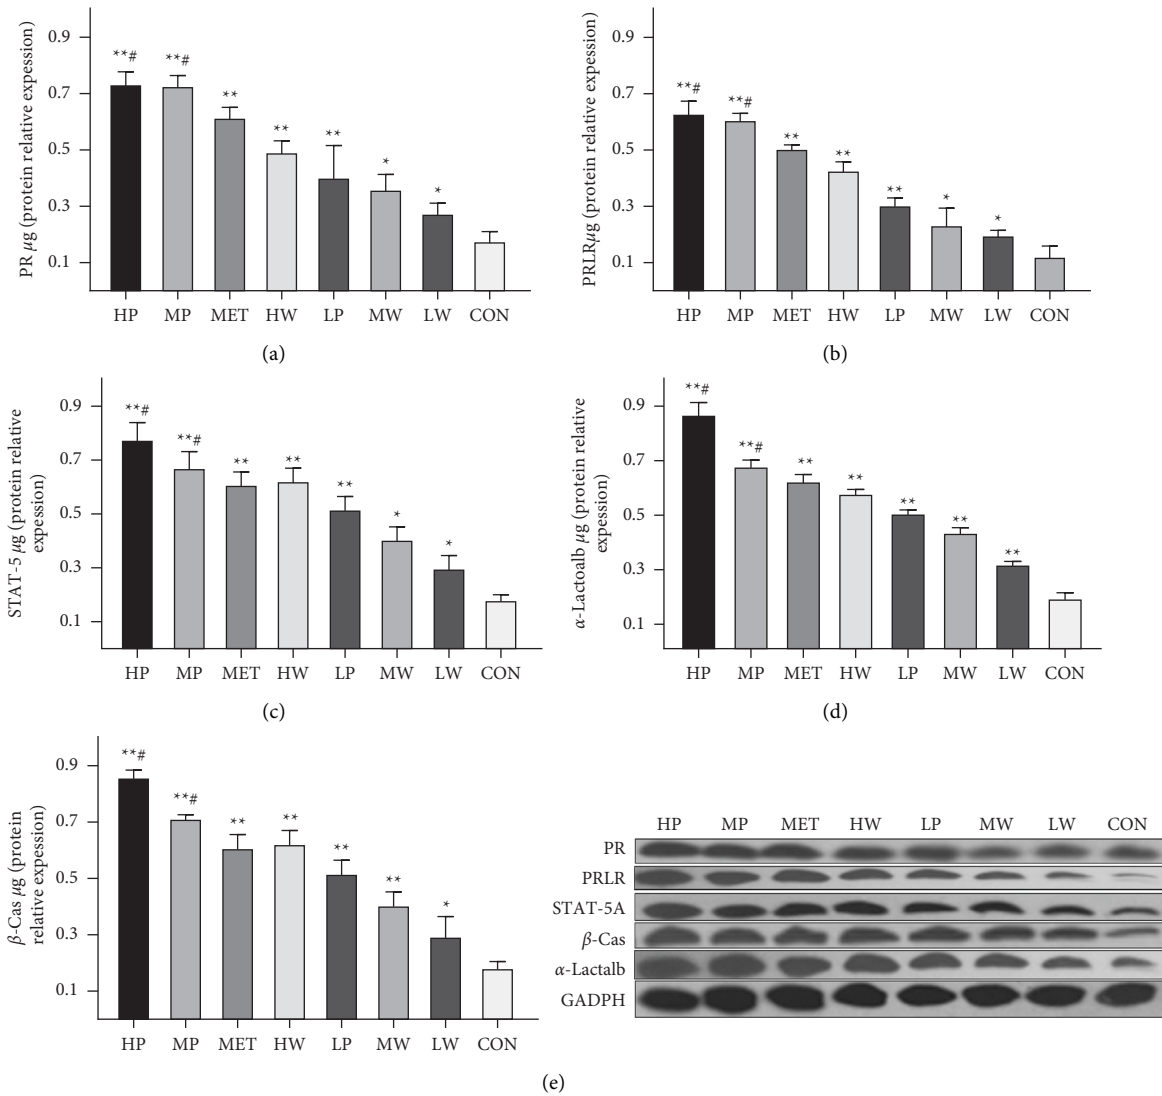 PR μg (protein relative expession)
0.9
0.7
0.5
0.3
0.1
**#
**#
**
**
**
*
*
HP MP MET HW LP MW LW CON
(a)
PRLRμg (protein relative expession)
0.9
0.7
0.5
0.3
0.1
**#
**#
**
**
**
*
*
HP MP MET HW LP MW LW CON
(b)
STAT-5 μg (protein relative
expession)
0.9
0.7
0.5
0.3
0.1
**#
**#
**
**
**
*
*
HP MP MET HW LP MW LW CON
(c)
α-Lactoalb μg (protein relative
expession)
0.9
0.7
0.5
0.3
0.1
**#
**#
**
**
**
**
**
HP MP MET HW LP MW LW CON
(d)
β-Cas μg (protein
relative expession)
0.9
0.7
0.5
0.3
0.1
**#
**#
**
**
**
**
*
HP MP MET HW LP MW LW CON
HP MP MET HW LP MW LW CON
PR
PRLR
STAT-5A
β-Cas
α-Lactalb
GADPH
(e)